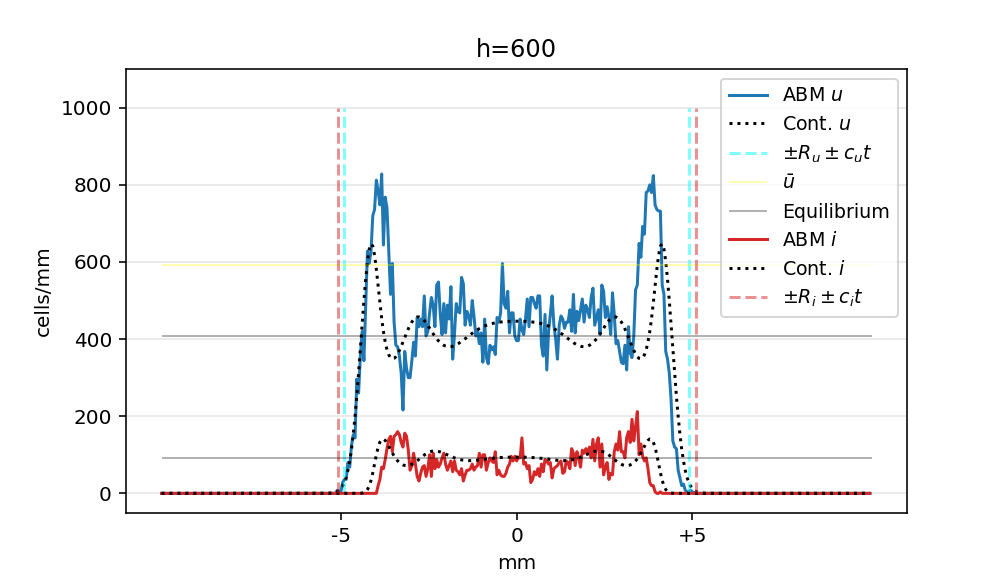 h=600
1000
800
600
400
200
0
cells/mm
-5
0
+5
mm
ABM u
Cont. u
±R_u ± c_u t
ū
Equilibrium
ABM i
Cont. i
±R_i ± c_i t